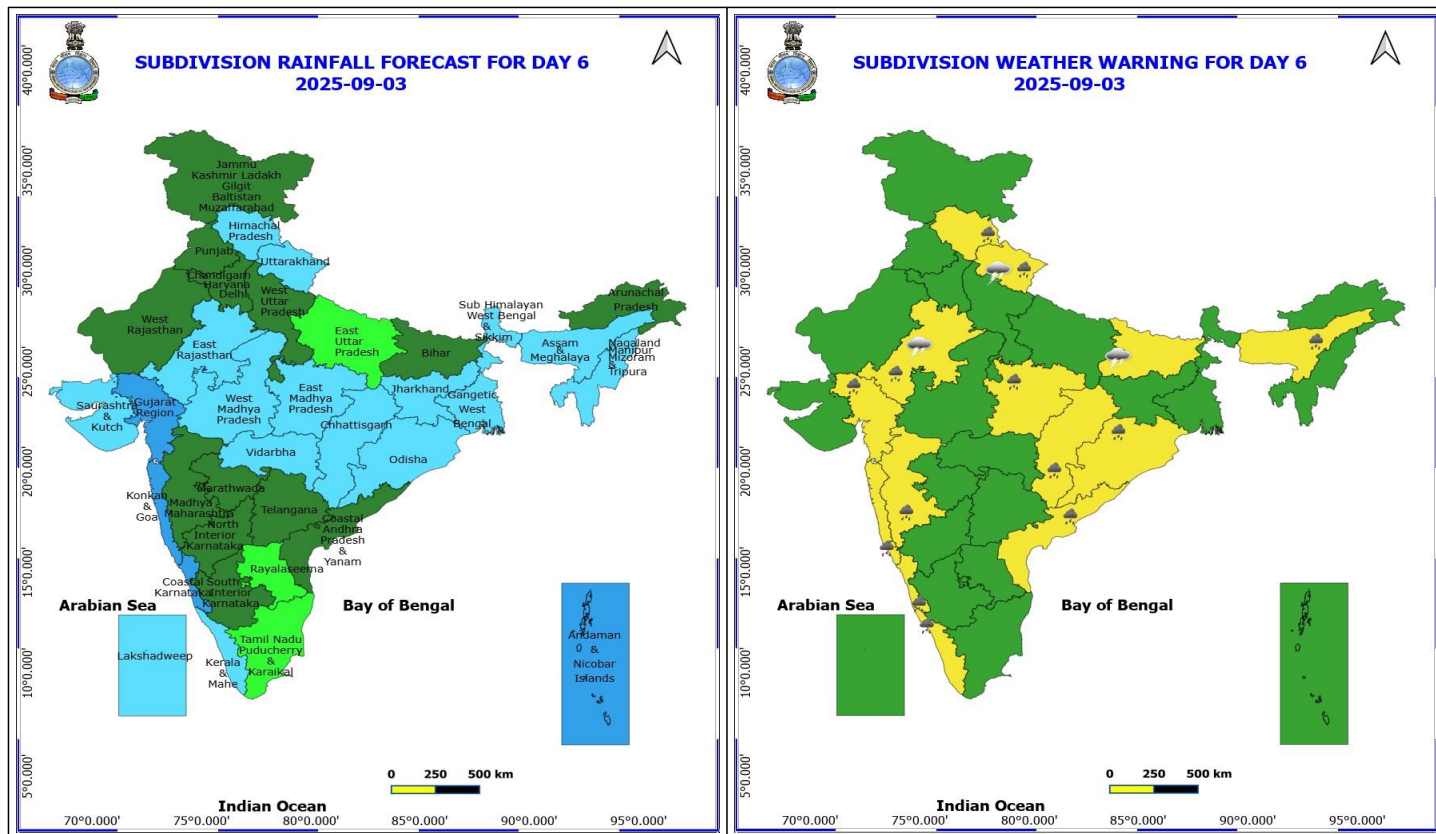 SUBDIVISION RAINFALL FORECAST FOR DAY 6
2025-09-03
40°0.000'
35°0.000'
30°0.000'
25°0.000'
20°0.000'
15°0.000'
10°0.000'
5°0.000'
Jammu
Kashmir Ladakh
Gilgit
Baltistan
Muzaffarabad
Himachal
Pradesh
Punjab
Uttarakhand
Chandigarh
Haryana
Delhi
West
Uttar
Pradesh
West
Rajasthan
East
Rajasthan
East
Uttar
Pradesh
Bihar
Sub Himalayan
West Bengal
&
Sikkim
Arunachal
Pradesh
Assam
&
Meghalaya
Nagaland
Manipur
Mizoram
&
Tripura
Saurashtra
&
Kutch
Gujarat
Region
West
Madhya
Pradesh
East
Madhya
Pradesh
Jharkhand
Gangetic
West
Bengal
Chhattisgarh
Vidarbha
Odisha
Konkan
&
Goa
Madhya
Maharashtra
Marathwada
North
Interior
Karnataka
Telangana
Coastal
Andhra
Pradesh
&
Yanam
Rayalaseema
Coastal
Karnataka
South
Interior
Karnataka
Tamil Nadu
Puducherry
&
Karaikal
Kerala
&
Mahe
Lakshadweep
Andaman
&
Nicobar
Islands
Arabian Sea
Bay of Bengal
Indian Ocean
0 250 500 km
70°0.000' 75°0.000' 80°0.000' 85°0.000' 90°0.000' 95°0.000'
SUBDIVISION WEATHER WARNING FOR DAY 6
2025-09-03
40°0.000'
35°0.000'
30°0.000'
25°0.000'
20°0.000'
15°0.000'
10°0.000'
5°0.000'
Arabian Sea
Bay of Bengal
Indian Ocean
0 250 500 km
70°0.000' 75°0.000' 80°0.000' 85°0.000' 90°0.000' 95°0.000'